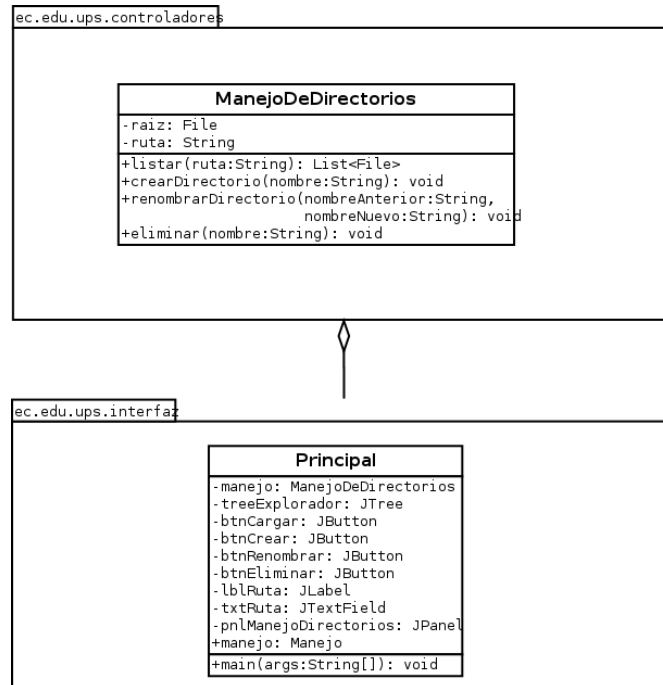 ec.edu.ups.controladores
ManejoDeDirectorios
-raiz: File
-ruta: String
+listar(ruta:String): List<File>
+crearDirectorio(nombre:String): void
+renombrarDirectorio(nombreAnterior:String,
nombreNuevo:String): void
+eliminar(nombre:String): void
ec.edu.ups.interfaz
Principal
-manejo: ManejoDeDirectorios
-treeExplorador: JTree
-btnCargar: JButton
-btnCrear: JButton
-btnRenombrar: JButton
-btnEliminar: JButton
-lblRuta: JLabel
-txtRuta: JTextField
-pnlManejoDirectorios: JPanel
+manejo: Manejo
+main(args:String[]): void